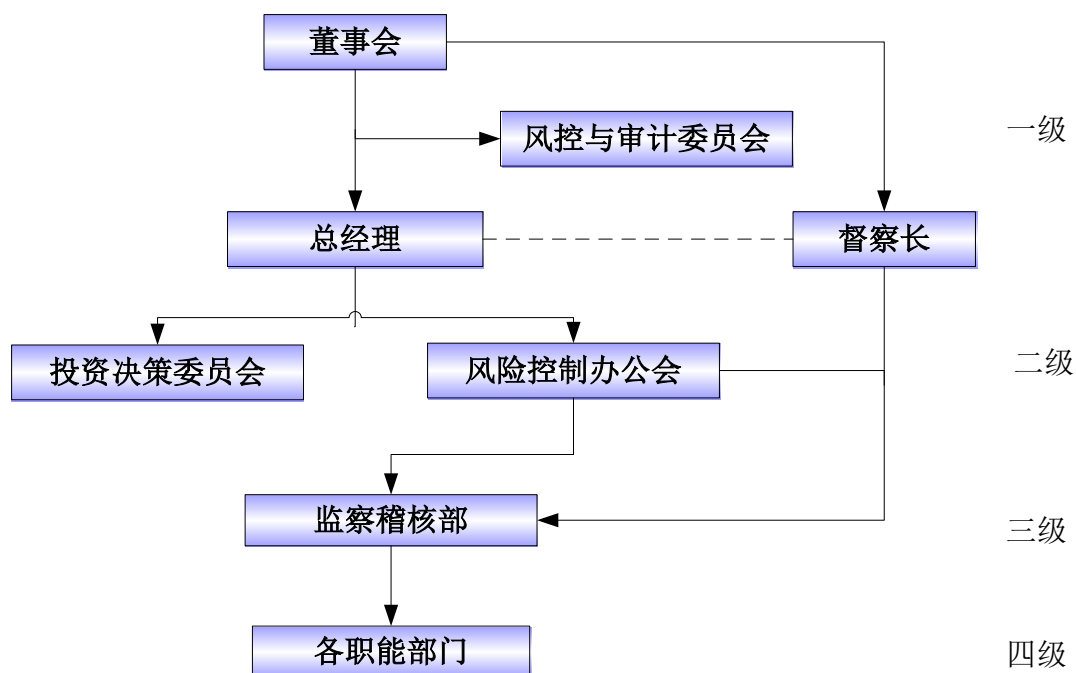 董事会
风控与审计委员会
一级
总经理
督察长
投资决策委员会
风险控制办公会
二级
监察稽核部
三级
各职能部门
四级